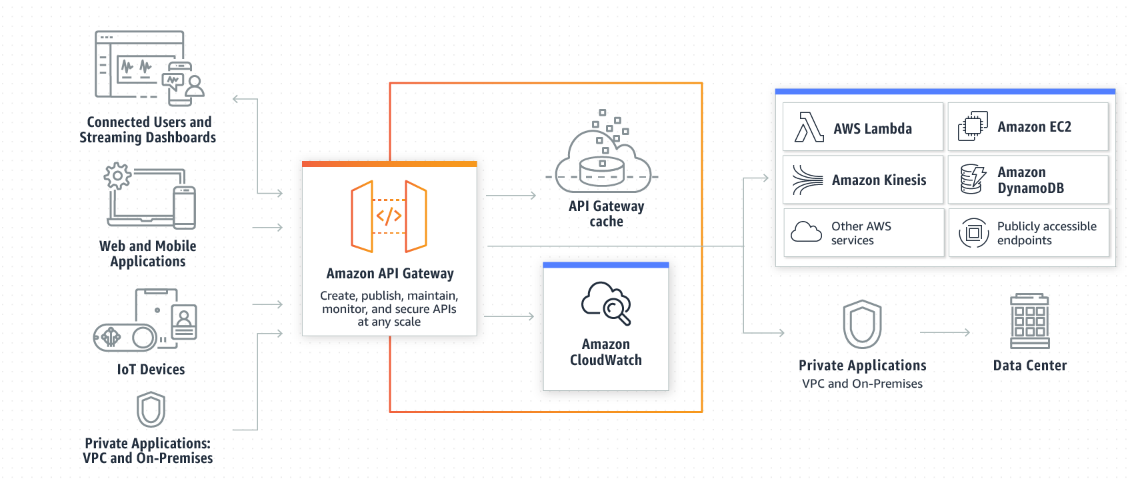 Connected Users and
Streaming Dashboards
Web and Mobile
Applications
IoT Devices
Private Applications:
VPC and On-Premises
</>
Amazon API Gateway
Create, publish, maintain,
monitor, and secure APIs
at any scale
API Gateway
cache
Amazon
CloudWatch
AWS Lambda
Amazon EC2
Amazon Kinesis
Amazon
DynamoDB
Other AWS
services
Publicly accessible
endpoints
Private Applications
VPC and On-Premises
Data Center